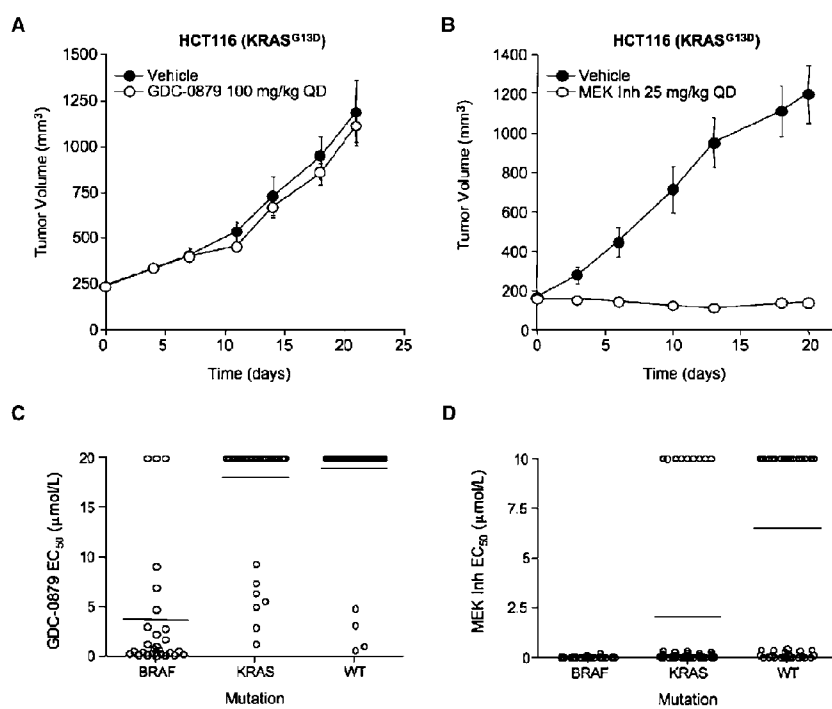 A
HCT116 (KRAS^G13D)
Vehicle
GDC-0879 100 mg/kg QD
Tumor Volume (mm³)
1500
1250
1000
750
500
250
0
0 5 10 15 20 25
Time (days)
B
HCT116 (KRAS^G13D)
Vehicle
MEK Inh 25 mg/kg QD
Tumor Volume (mm³)
1400
1200
1000
800
600
400
200
0
0 5 10 15 20
Time (days)
C
GDC-0879 EC₅₀ (μmol/L)
20
15
10
5
0
BRAF KRAS WT
Mutation
D
MEK Inh EC₅₀ (μmol/L)
10
7.5
5
2.5
0
BRAF KRAS WT
Mutation